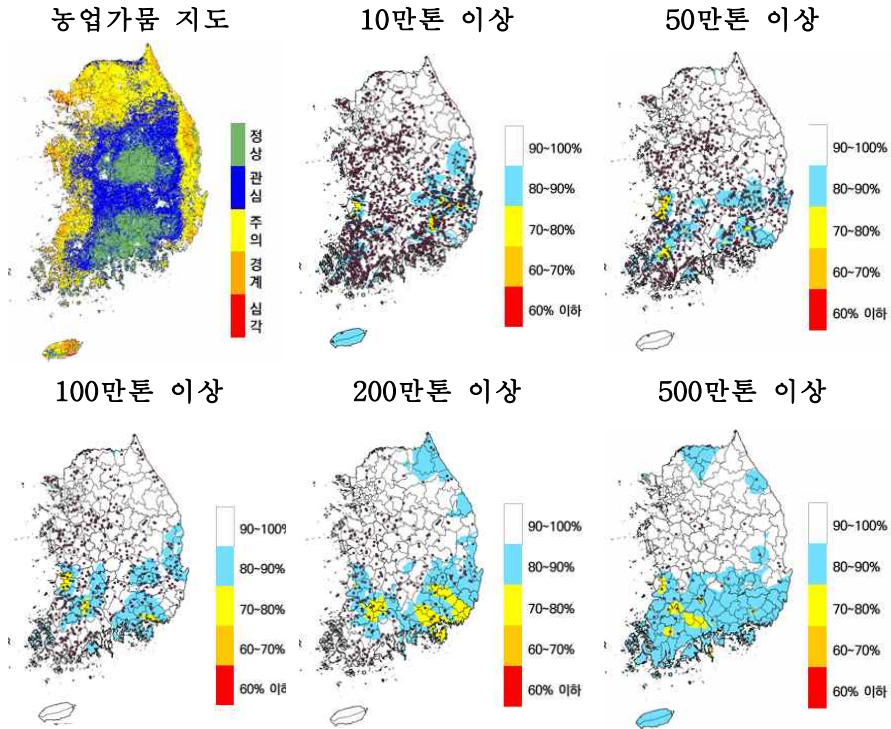 농업가뭄 지도
10만톤 이상
50만톤 이상
정상
관심
주의
경계
심각
90~100%
80~90%
70~80%
60~70%
60% 이하
90~100%
80~90%
70~80%
60~70%
60% 이하
100만톤 이상
200만톤 이상
500만톤 이상
90~100%
80~90%
70~80%
60~70%
60% 이하
90~100%
80~90%
70~80%
60~70%
60% 이하
90~100%
80~90%
70~80%
60~70%
60% 이하